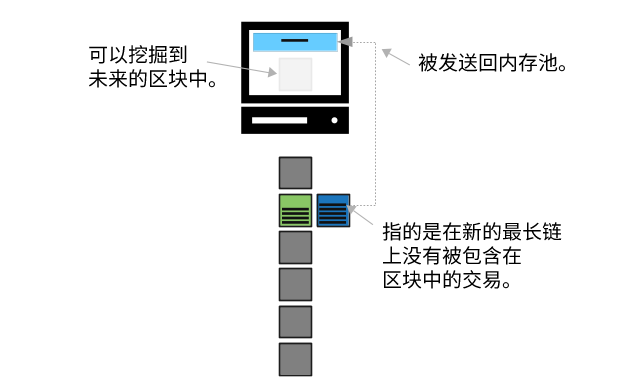 可以挖掘到
未来的区块中。
被发送回内存池。
指的是在新的最长链
上没有被包含在
区块中的交易。